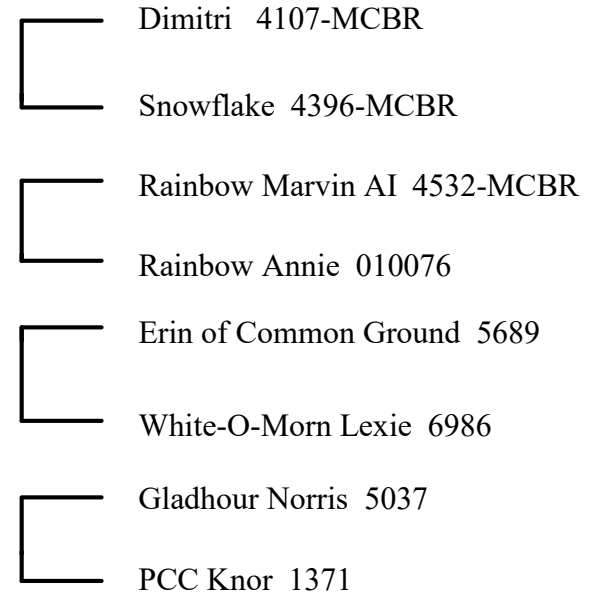 Dimitri 4107-MCBR
Snowflake 4396-MCBR
Rainbow Marvin AI 4532-MCBR
Rainbow Annie 010076
Erin of Common Ground 5689
White-O-Morn Lexie 6986
Gladhour Norris 5037
PCC Knor 1371